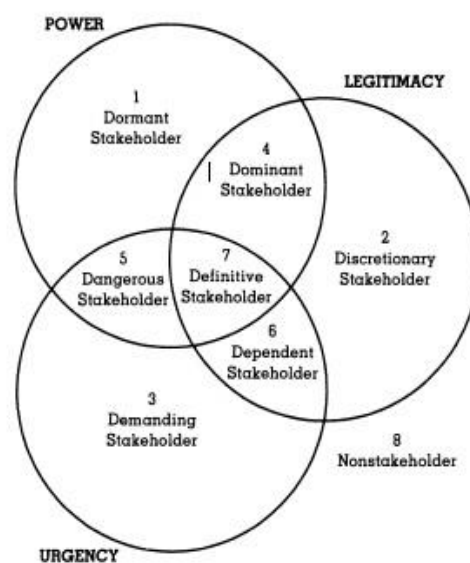 POWER
LEGITIMACY
1
Dormant
Stakeholder
4
Dominant
Stakeholder
2
Discretionary
Stakeholder
5
Dangerous
Stakeholder
7
Definitive
Stakeholder
6
Dependent
Stakeholder
3
Demanding
Stakeholder
8
Nonstakeholder
URGENCY